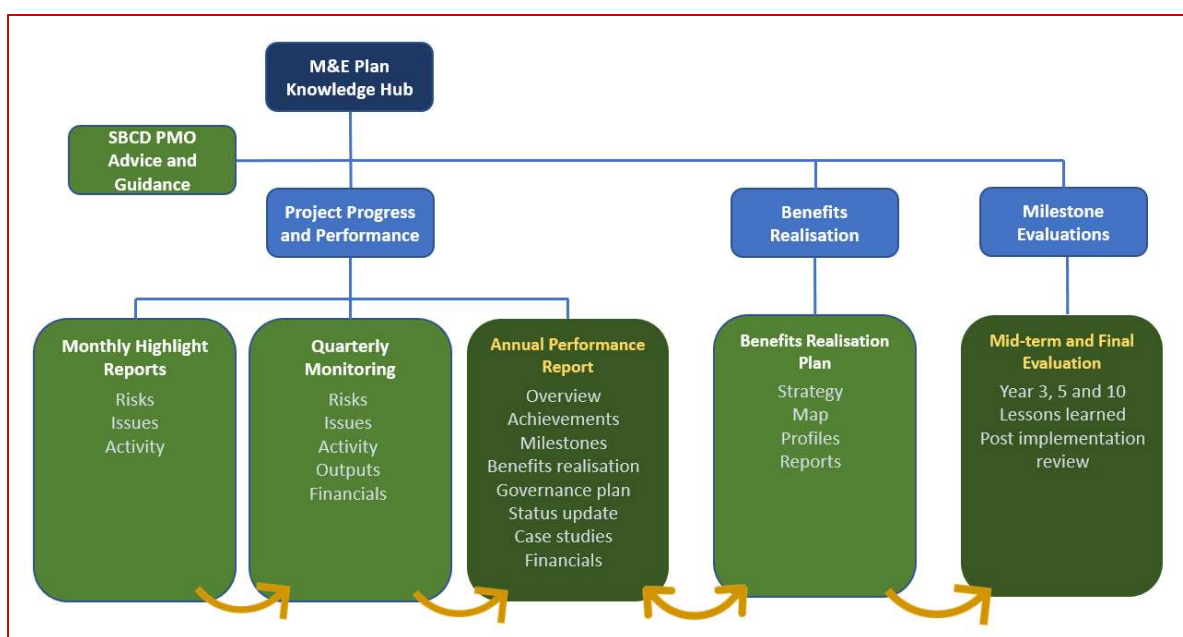 M&E Plan
Knowledge Hub
SBCD PMO
Advice and
Guidance
Project Progress
and Performance
Benefits
Realisation
Milestone
Evaluations
Monthly Highlight
Reports
Risks
Issues
Activity
Quarterly
Monitoring
Risks
Issues
Activity
Outputs
Financials
Annual Performance
Report
Overview
Achievements
Milestones
Benefits realisation
Governance plan
Status update
Case studies
Financials
Benefits Realisation
Plan
Strategy
Map
Profiles
Reports
Mid-term and Final
Evaluation
Year 3, 5 and 10
Lessons learned
Post implementation
review